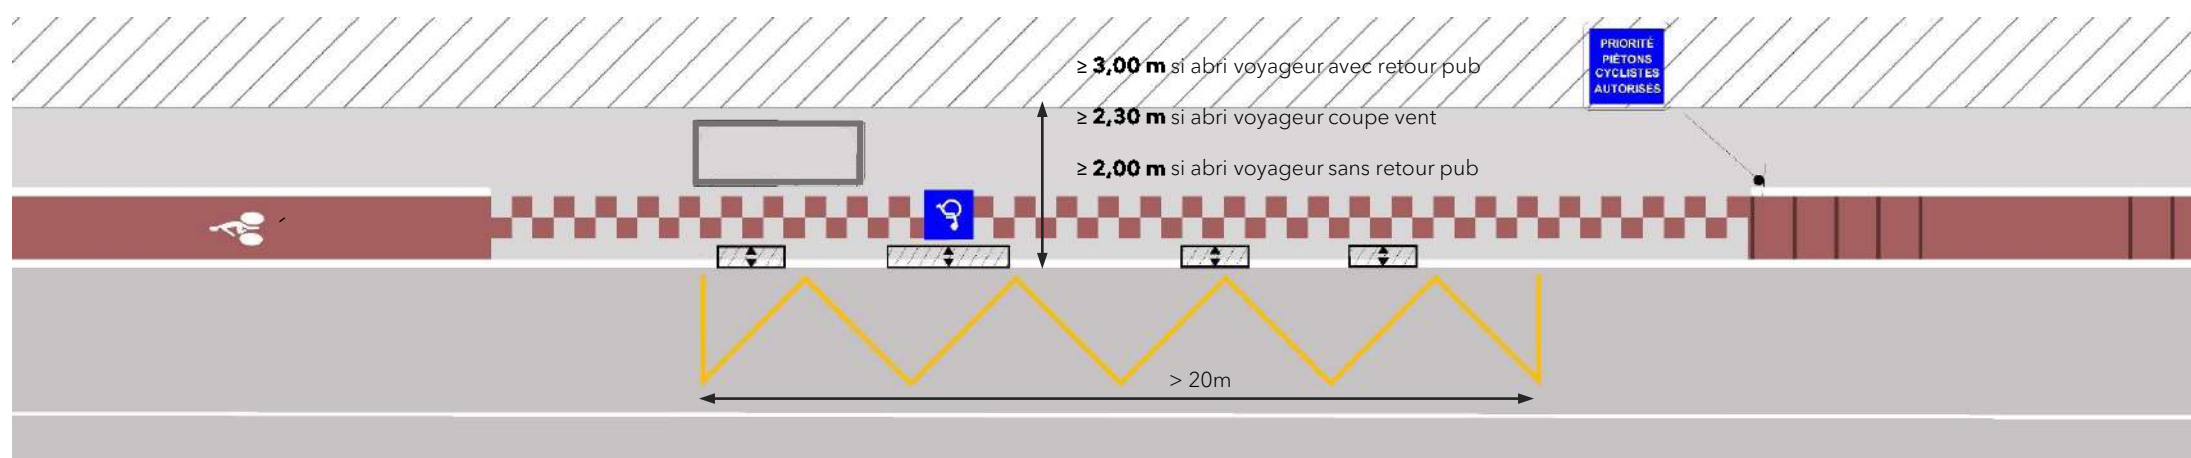 ≥ 3,00 m si abri voyageur avec retour pub
≥ 2,30 m si abri voyageur coupe vent
≥ 2,00 m si abri voyageur sans retour pub
PRIORITÉ
PIÉTONS
CYCLISTES
AUTORISÉS
> 20m